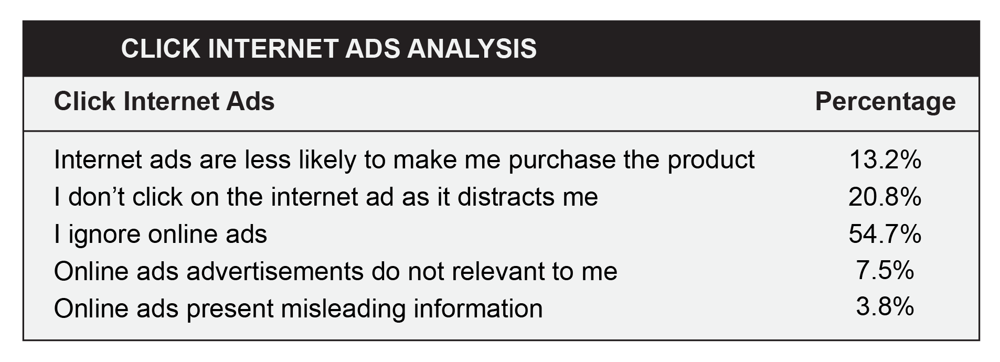 CLICK INTERNET ADS ANALYSIS
Click Internet Ads Percentage
Internet ads are less likely to make me purchase the product 13.2%
I don’t click on the internet ad as it distracts me 20.8%
I ignore online ads 54.7%
Online ads advertisements do not relevant to me 7.5%
Online ads present misleading information 3.8%